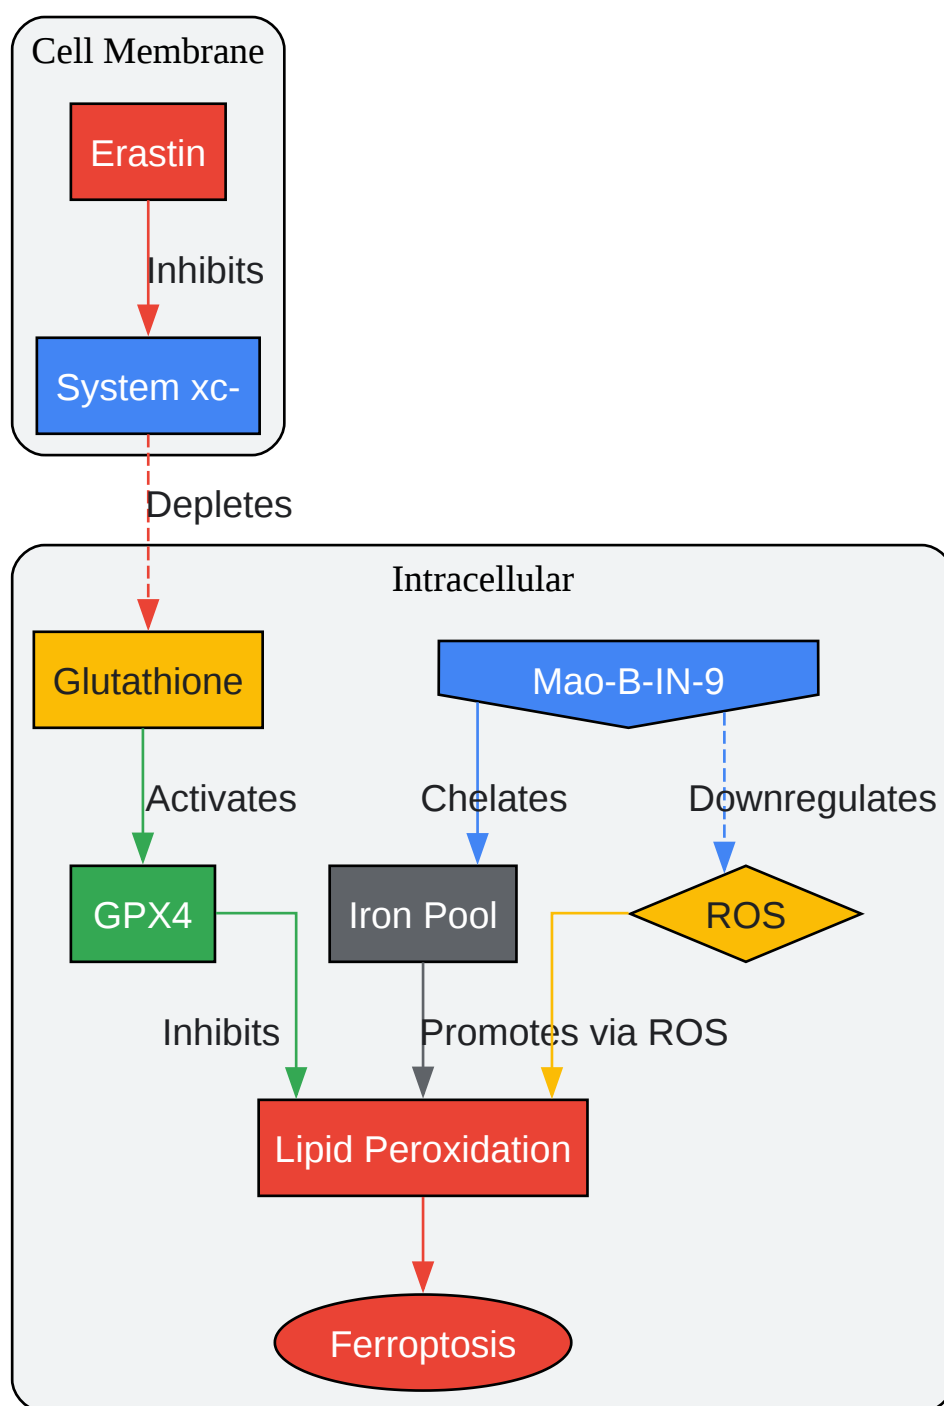 Cell Membrane
Erastin
Inhibits
System xc-
Depletes
Intracellular
Glutathione
Mao-B-IN-9
Activates
Chelates
Downregulates
GPX4
Iron Pool
ROS
Inhibits
Promotes via ROS
Lipid Peroxidation
Ferroptosis